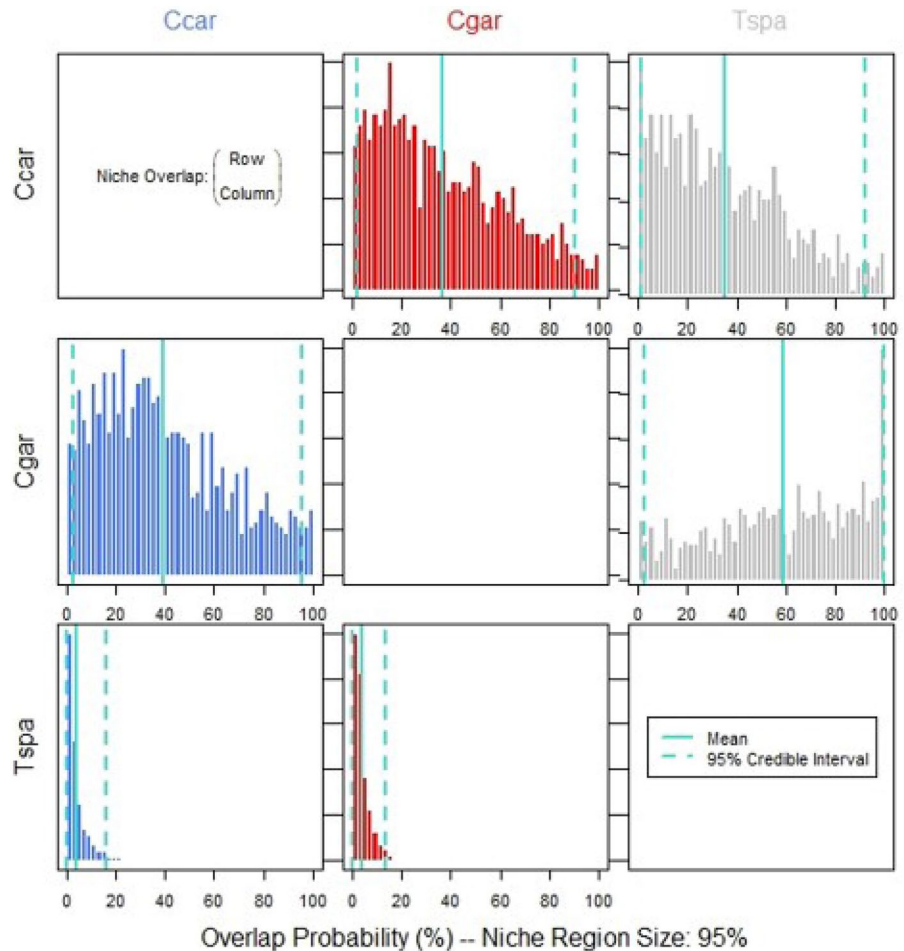 Ccar Cgar Tspa
Ccar
Niche Overlap: (Row
Column)
0 20 40 60 80 100 0 20 40 60 80 100
Cgar
0 20 40 60 80 100 0 20 40 60 80 100
Tspa
Mean
95% Credible Interval
0 20 40 60 80 100 0 20 40 60 80 100
Overlap Probability (%) -- Niche Region Size: 95%